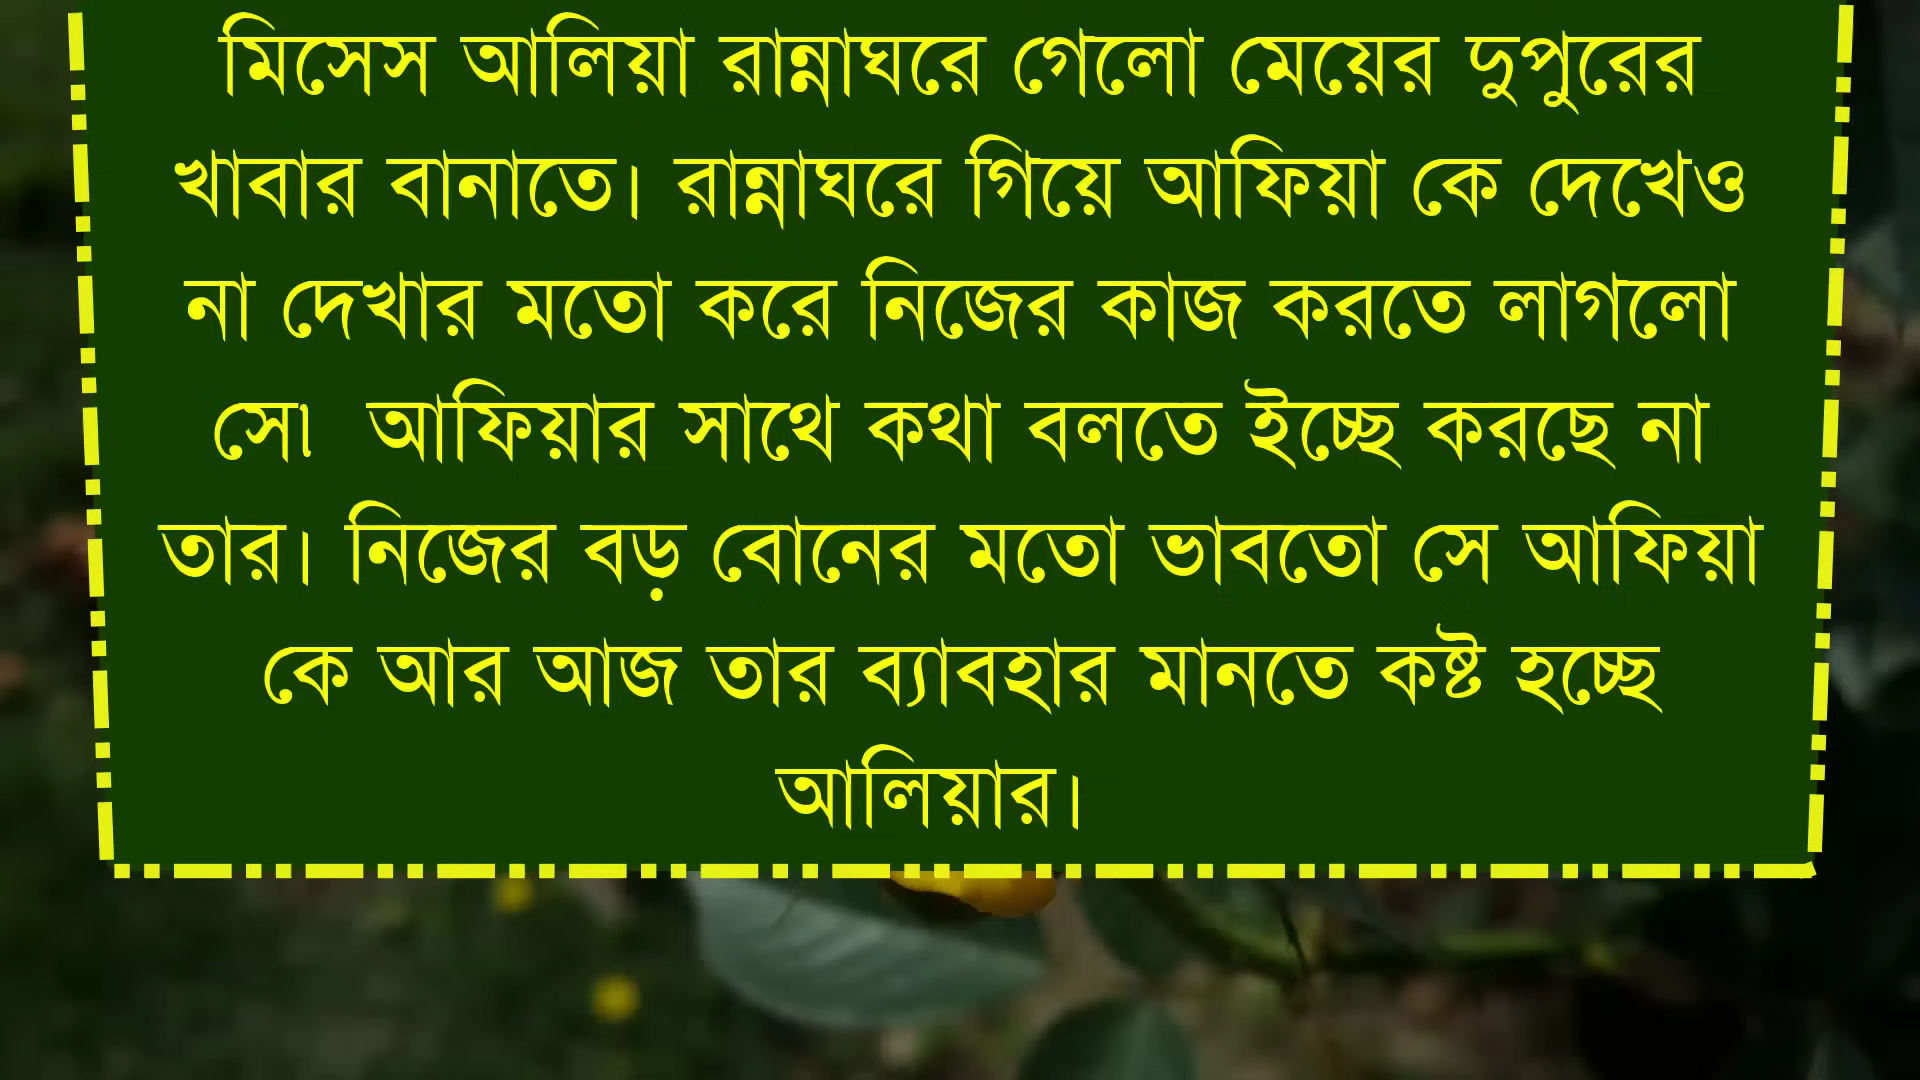 মিসেস আলিয়া রান্নাঘরে গেলো মেয়ের দুপুরের
খাবার বানাতে। রান্নাঘরে গিয়ে আফিয়া কে দেখেও
না দেখার মতো করে নিজের কাজ করতে লাগলো
সে৷ আফিয়ার সাথে কথা বলতে ইচ্ছে করছে না
তার। নিজের বড় বোনের মতো ভাবতো সে আফিয়া
কে আর আজ তার ব্যাবহার মানতে কষ্ট হচ্ছে
আলিয়ার।